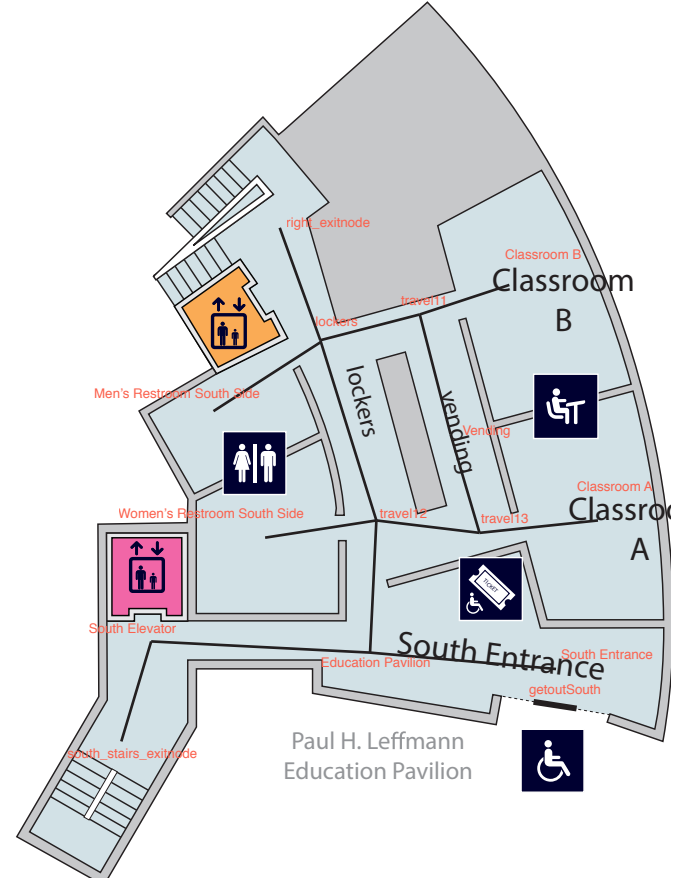 right_exitnode
Classroom B
Classroom
B
travel11
lockers
lockers
Men's Restroom South Side
vending
Vending
Classroom A
Classro
A
Women's Restroom South Side
travel12
travel13
TICKET
South Elevator
South Entrance
South Entrance
Education Pavilion
getoutSouth
south_stairs_exitnode
Paul H. Leffmann
Education Pavilion